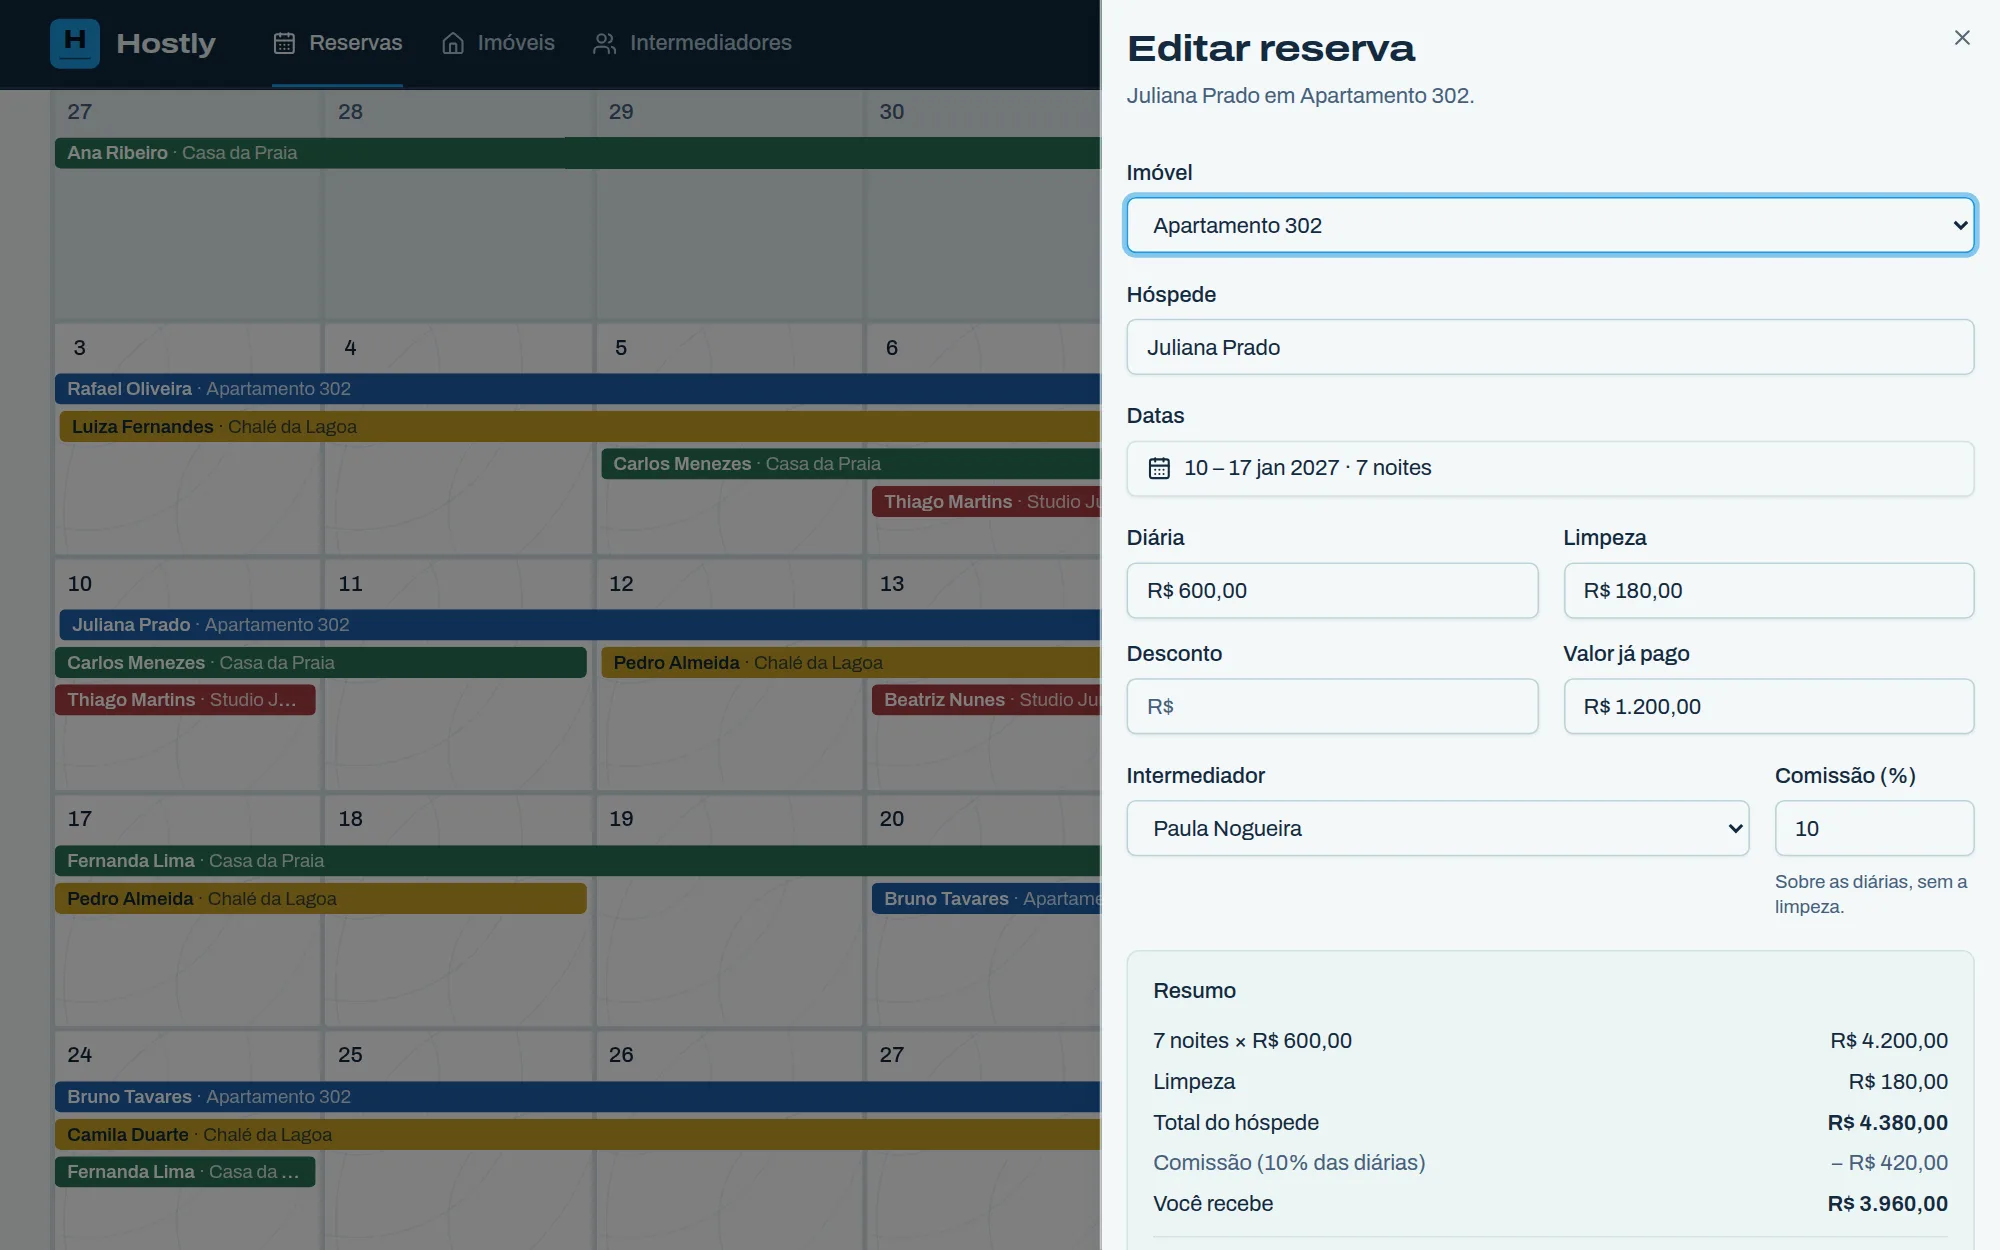 H Hostly Reservas Imóveis Intermediadores
27 28 29 30
Ana Ribeiro · Casa da Praia
3 4 5 6
Rafael Oliveira · Apartamento 302
Luiza Fernandes · Chalé da Lagoa
Carlos Menezes · Casa da Praia
Thiago Martins · Studio
10 11 12 13
Juliana Prado · Apartamento 302
Carlos Menezes · Casa da Praia Pedro Almeida · Chalé da Lagoa
Thiago Martins · Studio J... Beatriz Nunes · Studio
17 18 19 20
Fernanda Lima · Casa da Praia
Pedro Almeida · Chalé da Lagoa Bruno Tavares · Apartame
24 25 26 27
Bruno Tavares · Apartamento 302
Camila Duarte · Chalé da Lagoa
Fernanda Lima · Casa da ...
Editar reserva
Juliana Prado em Apartamento 302.
Imóvel
Apartamento 302
Hóspede
Juliana Prado
Datas
10 – 17 jan 2027 · 7 noites
Diária Limpeza
R$ 600,00 R$ 180,00
Desconto Valor já pago
R$ R$ 1.200,00
Intermediador Comissão (%)
Paula Nogueira 10
Sobre as diárias, sem a
limpeza.
Resumo
7 noites × R$ 600,00 R$ 4.200,00
Limpeza R$ 180,00
Total do hóspede R$ 4.380,00
Comissão (10% das diárias) – R$ 420,00
Você recebe R$ 3.960,00